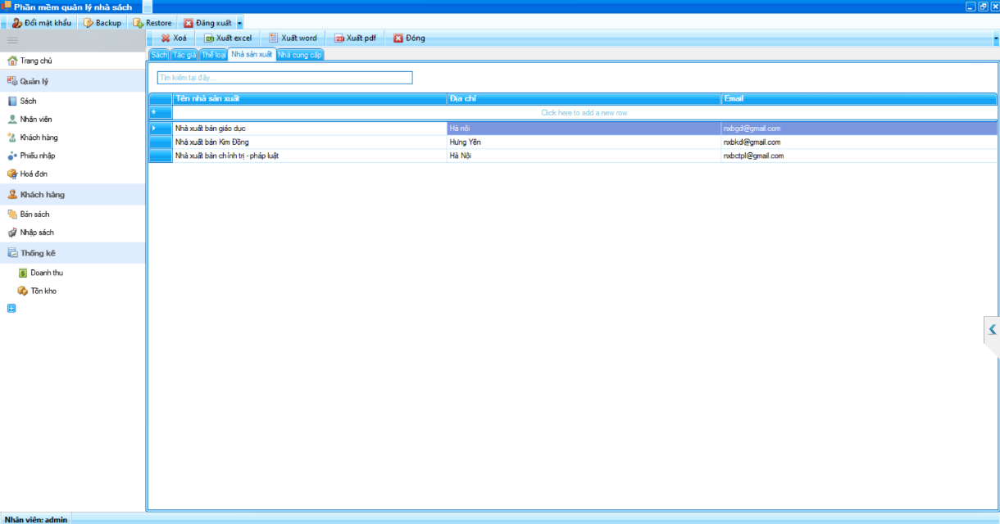 Phần mềm quản lý nhà sách
Đổi mật khẩu Backup Restore Đăng xuất
Xoá Xuất excel Xuất word Xuất pdf Đóng
Trang chủ
Quản lý
Sách
Nhân viên
Khách hàng
Phiếu nhập
Hoá đơn
Khách hàng
Bán sách
Nhập sách
Thống kê
Doanh thu
Tồn kho
Sách Tác giả Thể loại Nhà sản xuất Nhà cung cấp
Tìm kiếm tại đây...
Tên nhà sản xuất Địa chỉ Email
Click here to add a new row
Nhà xuất bản giáo dục Hà nôi nxbgd@gmail.com
Nhà xuất bản Kim Đồng Hưng Yên nxbkd@gmail.com
Nhà xuất bản chính trị - pháp luật Hà Nội nxbctpl@gmail.com
Nhân viên: admin